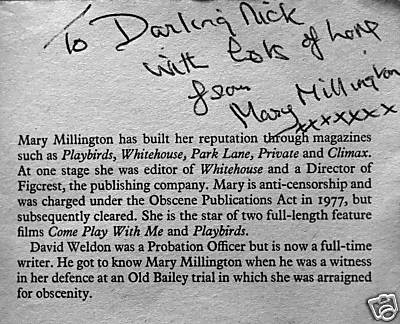 To Darling Nick
with lots of love
from
Mary Millington
xxxxxxx
Mary Millington has built her reputation through magazines
such as Playbirds, Whitehouse, Park Lane, Private and Climax.
At one stage she was editor of Whitehouse and a Director of
Figcrest, the publishing company. Mary is anti-censorship and
was charged under the Obscene Publications Act in 1977, but
subsequently cleared. She is the star of two full-length feature
films Come Play With Me and Playbirds.
David Weldon was a Probation Officer but is now a full-time
writer. He got to know Mary Millington when he was a witness
in her defence at an Old Bailey trial in which she was arraigned
for obscenity.